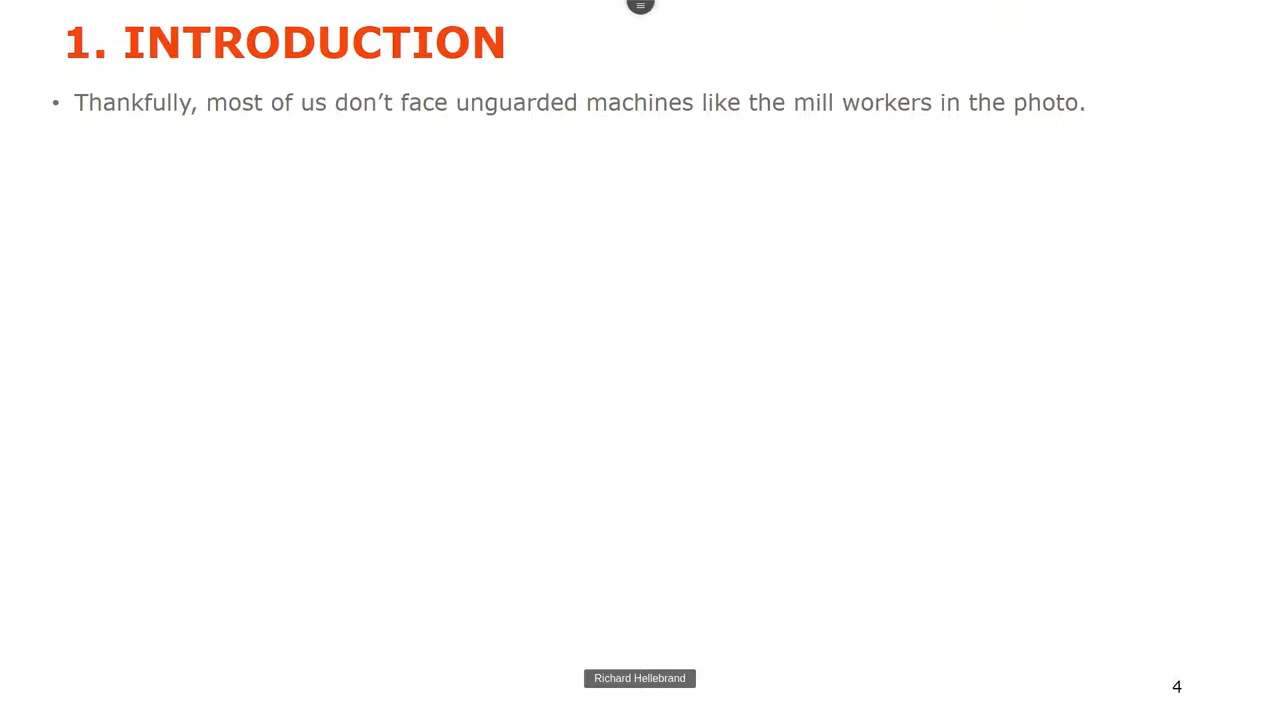 1. INTRODUCTION
• Thankfully, most of us don’t face unguarded machines like the mill workers in the photo.
Richard Hellebrand
4